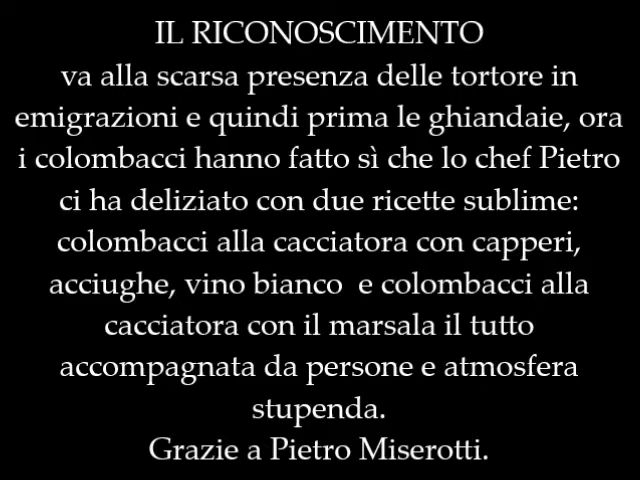 IL RICONOSCIMENTO
va alla scarsa presenza delle tortore in
emigrazioni e quindi prima le ghiandaie, ora
i colombacci hanno fatto sì che lo chef Pietro
ci ha deliziato con due ricette sublime:
colombacci alla cacciatora con capperi,
acciughe, vino bianco  e colombacci alla
cacciatora con il marsala il tutto
accompagnata da persone e atmosfera
stupenda.
Grazie a Pietro Miserotti.